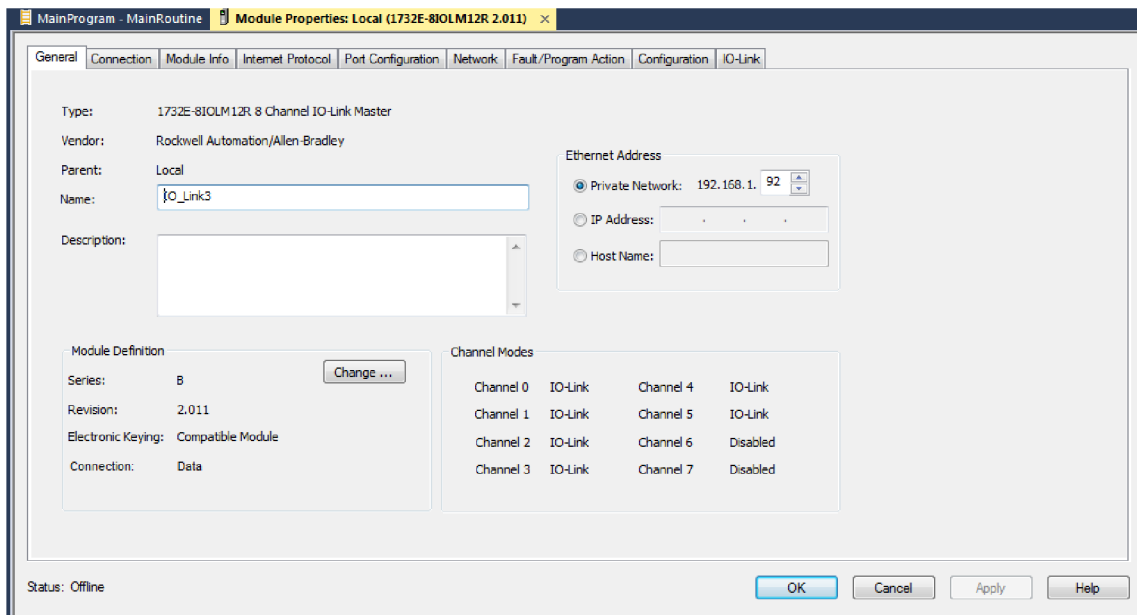 MainProgram - MainRoutine
Module Properties: Local (1732E-8IOLM12R 2.011) ×
General
Connection
Module Info
Internet Protocol
Port Configuration
Network
Fault/Program Action
Configuration
IO-Link
Type: 1732E-8IOLM12R 8 Channel IO-Link Master
Vendor: Rockwell Automation/Allen-Bradley
Parent: Local
Name: IO_Link3
Description:
Ethernet Address
Private Network: 192.168.1. 92
IP Address: . . .
Host Name:
Module Definition
Series: B
Change ...
Revision: 2.011
Electronic Keying: Compatible Module
Connection: Data
Channel Modes
Channel 0 IO-Link Channel 4 IO-Link
Channel 1 IO-Link Channel 5 IO-Link
Channel 2 IO-Link Channel 6 Disabled
Channel 3 IO-Link Channel 7 Disabled
Status: Offline
OK
Cancel
Apply
Help